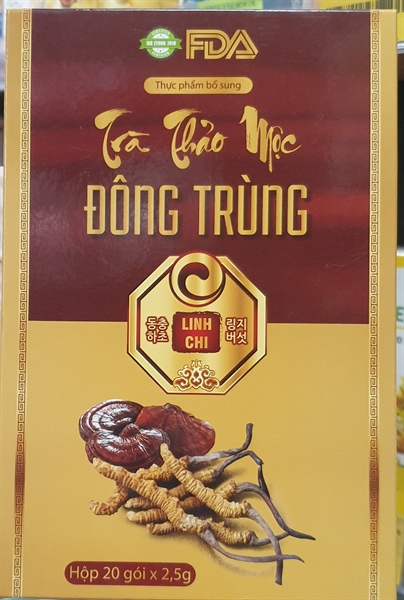 FDA
Thực phẩm bổ sung
Trà Thảo Mộc
ĐÔNG TRÙNG
동충
하초
LINH
CHI
링지
버섯
Hộp 20 gói x 2,5g